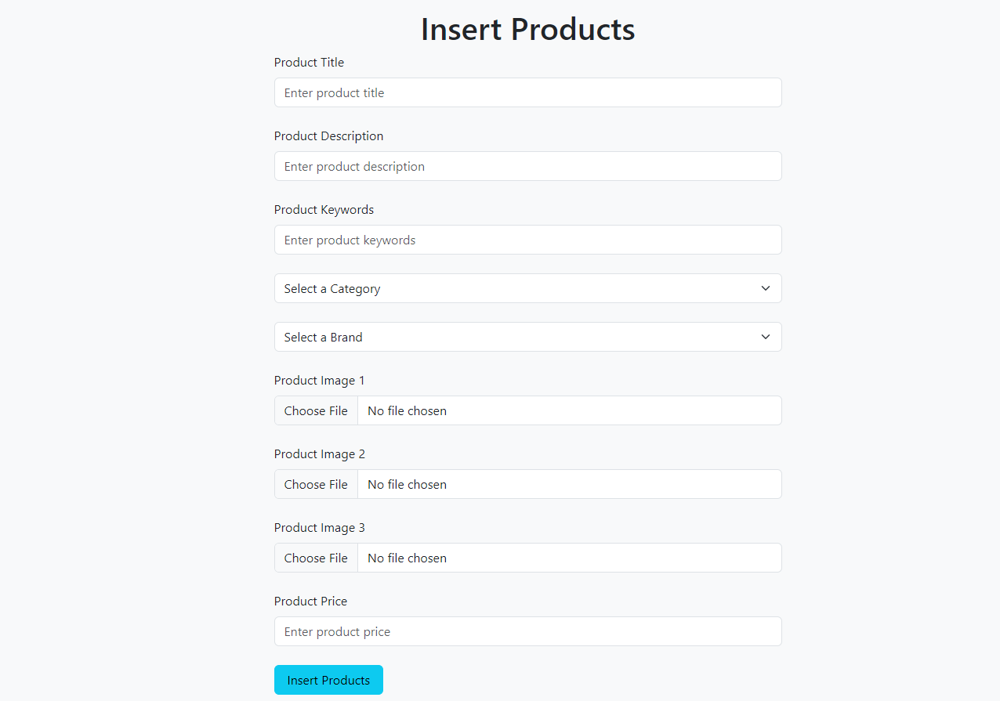 Insert Products
Product Title
Enter product title
Product Description
Enter product description
Product Keywords
Enter product keywords
Select a Category
Select a Brand
Product Image 1
Choose File No file chosen
Product Image 2
Choose File No file chosen
Product Image 3
Choose File No file chosen
Product Price
Enter product price
Insert Products